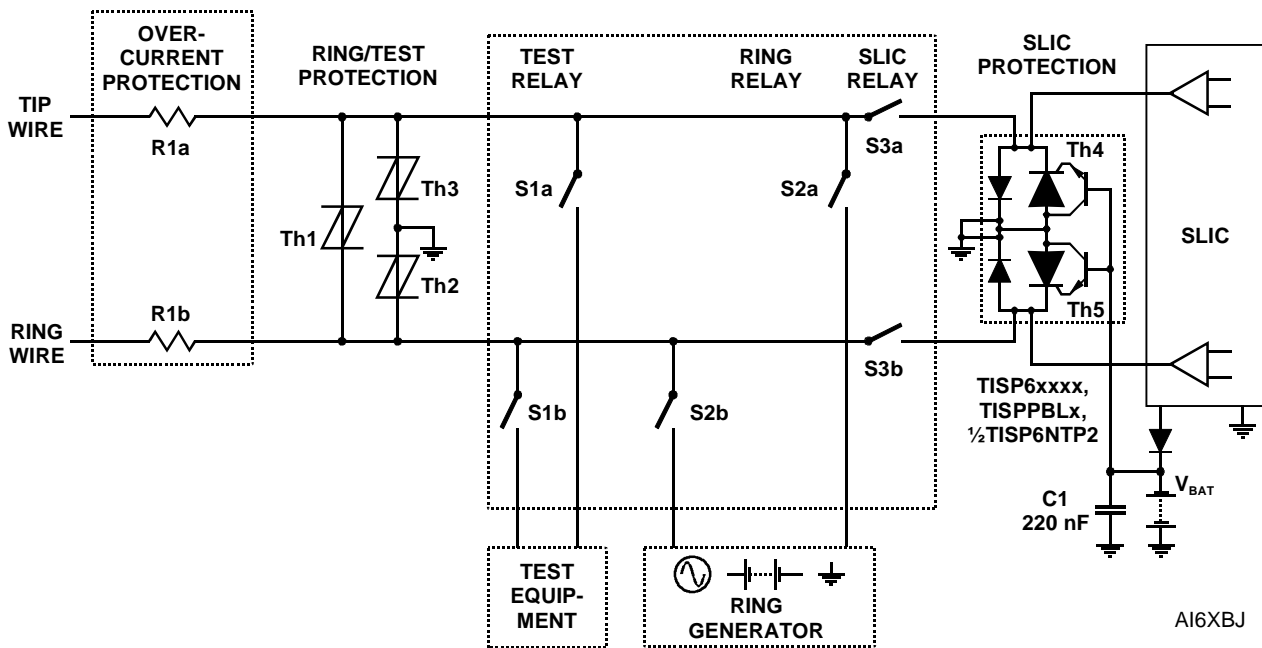 OVER-
CURRENT
PROTECTION
RING/TEST
PROTECTION
TEST
RELAY
RING
RELAY
SLIC
RELAY
SLIC
PROTECTION
TIP
WIRE
R1a
S3a
Th4
Th3
S1a
S2a
Th1
SLIC
Th2
Th5
R1b
RING
WIRE
S3b
S1b
S2b
TISP6xxxx,
TISPPBLx,
½TISP6NTP2
C1
220 nF
VBAT
TEST
EQUIP-
MENT
RING
GENERATOR
AI6XBJ